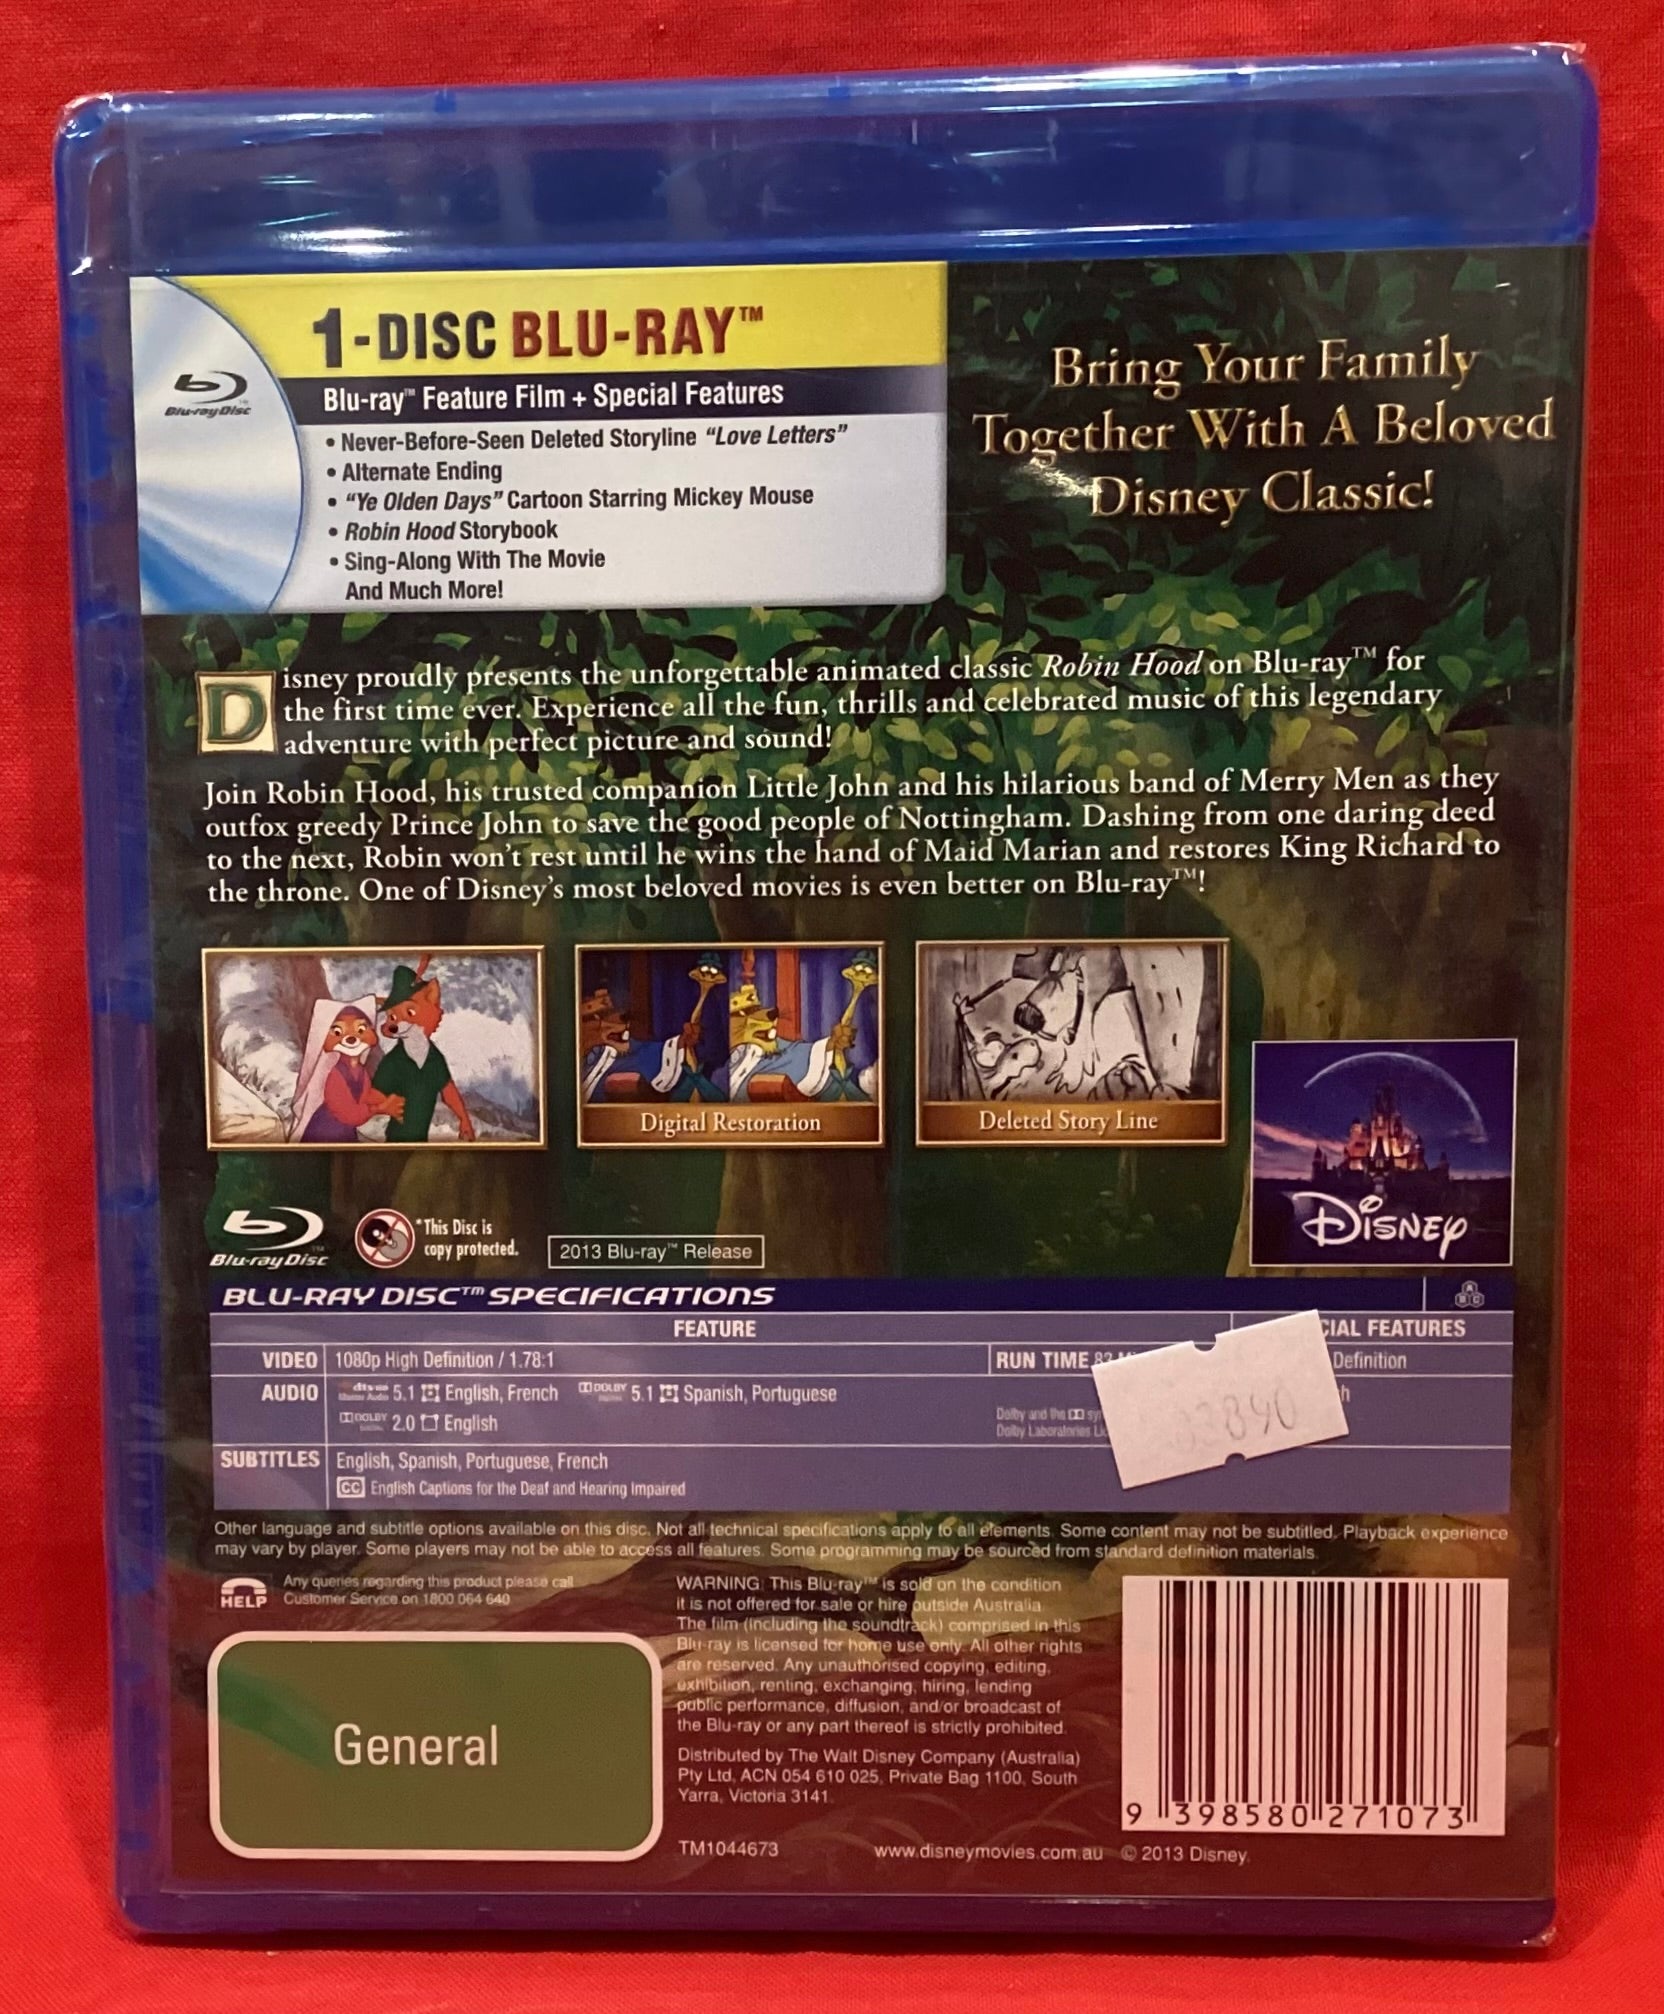 1-DISC BLU-RAY™
Blu-ray Disc
Blu-ray™ Feature Film + Special Features
• Never-Before-Seen Deleted Storyline "Love Letters"
• Alternate Ending
• "Ye Olden Days" Cartoon Starring Mickey Mouse
• Robin Hood Storybook
• Sing-Along With The Movie
And Much More!
Bring Your Family
Together With A Beloved
Disney Classic!
Disney proudly presents the unforgettable animated classic Robin Hood on Blu-ray™ for
the first time ever. Experience all the fun, thrills and celebrated music of this legendary
adventure with perfect picture and sound!
Join Robin Hood, his trusted companion Little John and his hilarious band of Merry Men as they
outfox greedy Prince John to save the good people of Nottingham. Dashing from one daring deed
to the next, Robin won't rest until he wins the hand of Maid Marian and restores King Richard to
the throne. One of Disney's most beloved movies is even better on Blu-ray™!
Digital Restoration
Deleted Story Line
Disney
Blu-ray Disc
*This Disc is
copy protected.
2013 Blu-ray™ Release
BLU-RAY DISC™ SPECIFICATIONS
A B C
FEATURE
CIAL FEATURES
VIDEO 1080p High Definition / 1.78:1
RUN TIME
Definition
AUDIO dts-HD Master Audio 5.1 English, French DOLBY DIGITAL 5.1 Spanish, Portuguese
DOLBY DIGITAL 2.0 English
Dolby and the
Dolby Laboratories
SUBTITLES English, Spanish, Portuguese, French
CC English Captions for the Deaf and Hearing Impaired
Other language and subtitle options available on this disc. Not all technical specifications apply to all elements. Some content may not be subtitled. Playback experience
may vary by player. Some players may not be able to access all features. Some programming may be sourced from standard definition materials.
HELP
Any queries regarding this product please call
Customer Service on 1800 064 640
General
WARNING: This Blu-ray™ is sold on the condition
it is not offered for sale or hire outside Australia.
The film (including the soundtrack) comprised in this
Blu-ray is licensed for home use only. All other rights
are reserved. Any unauthorised copying, editing,
exhibition, renting, exchanging, hiring, lending
public performance, diffusion, and/or broadcast of
the Blu-ray or any part thereof is strictly prohibited.
Distributed by The Walt Disney Company (Australia)
Pty Ltd, ACN 054 610 025, Private Bag 1100, South
Yarra, Victoria 3141.
9 398580 271073
TM1044673
www.disneymovies.com.au © 2013 Disney.